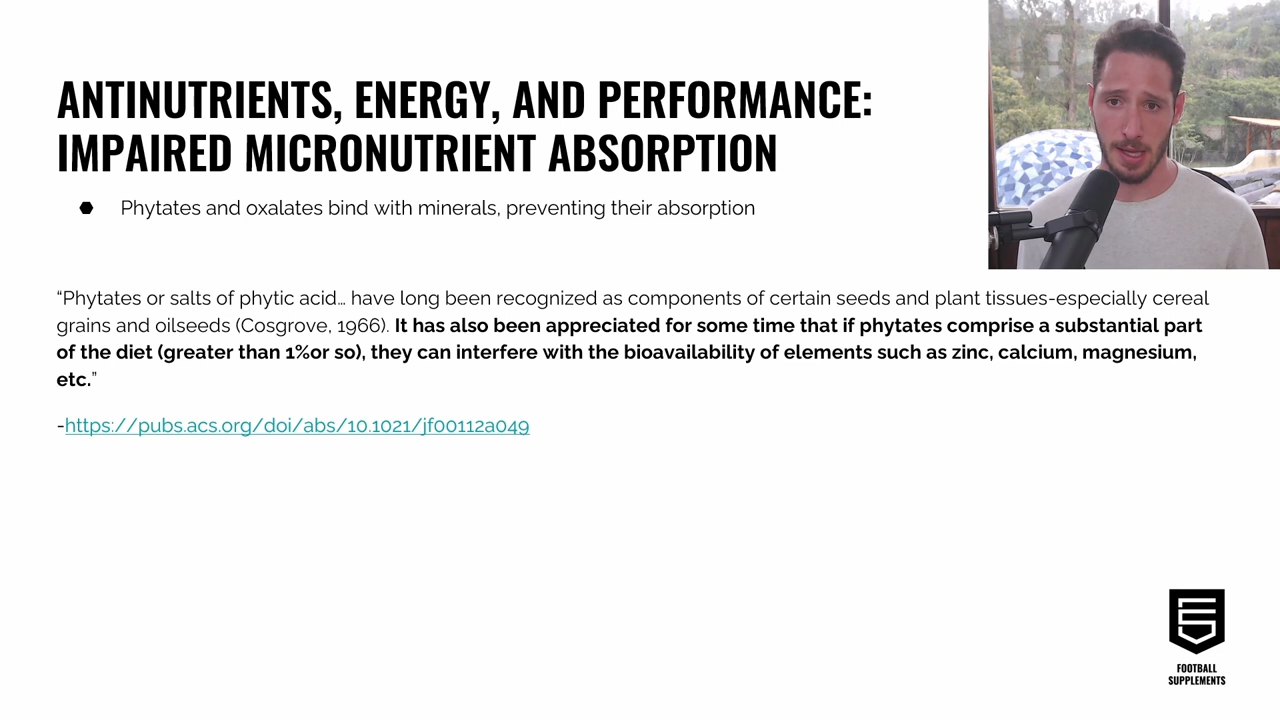 ANTINUTRIENTS, ENERGY, AND PERFORMANCE:
IMPAIRED MICRONUTRIENT ABSORPTION
Phytates and oxalates bind with minerals, preventing their absorption
“Phytates or salts of phytic acid… have long been recognized as components of certain seeds and plant tissues-especially cereal
grains and oilseeds (Cosgrove, 1966). It has also been appreciated for some time that if phytates comprise a substantial part
of the diet (greater than 1%or so), they can interfere with the bioavailability of elements such as zinc, calcium, magnesium,
etc.”
-https://pubs.acs.org/doi/abs/10.1021/jf00112a049
FOOTBALL
SUPPLEMENTS